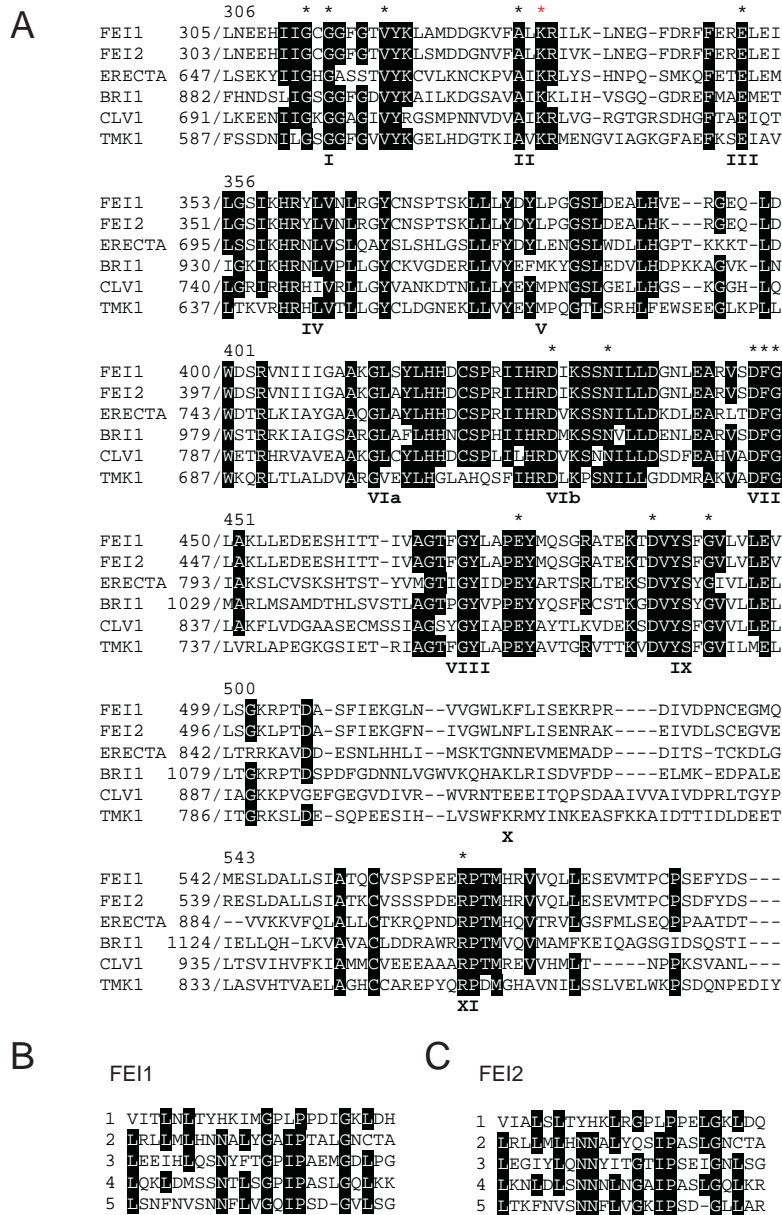 A
306 * * * * * *
FEI1 305/LNEEHIIGCGGFGTVYKLAMDDGKVFALKRILK-LNEG-FDRFFERELEI
FEI2 303/LNEEHIIGCGGFGTVYKLSMDDGNVFALKRIVK-LNEG-FDRFFERELEI
ERECTA 647/LSEKYIIGHGASSTVYKCVLKNCKPVAIKRLYS-HNPQ-SMKQFETELEM
BRI1 882/FHNDSLIGSGGFGDVYKAILKDGSAVAIKKLIH-VSGQ-GDREFMAEMET
CLV1 691/LKEENIIGKGGAGIVYRGSMPNNVDVAIKRLVG-RGTGRSDHGFTAEIQT
TMK1 587/FSSDNILGSGGFGVVYKGELHDGTKIAVKRMENGVIAGKGFAEFKSEIAV
I II III
356
FEI1 353/LGSIKHRYLVNLRGYCNSPTSKLLLYDYLPGGSLDEALHVE--RGEQ-LD
FEI2 351/LGSIKHRYLVNLRGYCNSPTSKLLLYDYLPGGSLDEALHK---RGEQ-LD
ERECTA 695/LSSIKHRNLVSLQAYSLSHLGSLLFYDYLENGSLWDLLHGPT-KKKT-LD
BRI1 930/IGKIKHRNLVPLLGYCKVGDERLLVYEFMKYGSLEDVLHDPKKAGVK-LN
CLV1 740/LGRIRHRHIVRLLGYVANKDTNLLLYEYMPNGSLGELLHGS--KGGH-LQ
TMK1 637/LTKVRHRHLVTLLGYCLDGNEKLLVYEYMPQGTLSRHLFEWSEEGLKPLL
IV V
401 * * ***
FEI1 400/WDSRVNIIIGAAKGLSYLHHDCSPRIIHRDIKSSNILLDGNLEARVSDFG
FEI2 397/WDSRVNIIIGAAKGLAYLHHDCSPRIIHRDIKSSNILLDGNLEARVSDFG
ERECTA 743/WDTRLKIAYGAAQGLAYLHHDCSPRIIHRDVKSSNILLDKDLEARLTDFG
BRI1 979/WSTRRKIAIGSARGLAFLHHNCSPHIIHRDMKSSNVLLDENLEARVSDFG
CLV1 787/WETRHRVAVEAAKGLCYLHHDCSPLILHRDVKSNNILLDSDFEAHVADFG
TMK1 687/WKQRLTLALDVARGVEYLHGLAHQSFIHRDLKPSNILLGDDMRAKVADFG
VIa VIb VII
451 * * *
FEI1 450/LAKLLEDEESHITT-IVAGTFGYLAPEYMQSGRATEKTDVYSFGVLVLEV
FEI2 447/LAKLLEDEESHITT-IVAGTFGYLAPEYMQSGRATEKTDVYSFGVLVLEV
ERECTA 793/IAKSLCVSKSHTST-YVMGTIGYIDPEYARTSRLTEKSDVYSYGIVLLEL
BRI1 1029/MARLMSAMDTHLSVSTLAGTPGYVPPEYYQSFRCSTKGDVYSYGVVLLEL
CLV1 837/LAKFLVDGAASECMSSIAGSYGYIAPEYAYTLKVDEKSDVYSFGVVLLEL
TMK1 737/LVRLAPEGKGSIET-RIAGTFGYLAPEYAVTGRVTTKVDVYSFGVILMEL
VIII IX
500
FEI1 499/LSGKRPTDA-SFIEKGLN--VVGWLKFLISEKRPR---DIVDPNCEGMQ
FEI2 496/LSGKLPTDA-SFIEKGFN--IVGWLNFLISENRAK----EIVDLSCEGVE
ERECTA 842/LTRRKAVDD-ESNLHHLI--MSKTGNNEVMEMADP----DITS-TCKDLG
BRI1 1079/LTGKRPTDSPDFGDNNLVGWVKQHAKLRISDVFDP----ELMK-EDPALE
CLV1 887/IAGKKPVGEFGEGVDIVR--WVRNTEEEITQPSDAAIVVAIVDPRLTGYP
TMK1 786/ITGRKSLDE-SQPEESIH--LVSWFKRMYINKEASFKKAIDTTIDLDEET
X
543 *
FEI1 542/MESLDALLSIATQCVSPSPEERPTMHRVVQLLESEVMTPCPSEFYDS---
FEI2 539/RESLDALLSIATKCVSSSPDERPTMHRVVQLLESEVMTPCPSDFYDS---
ERECTA 884/--VVKKVFQLALLCTKRQPNDRPTMHQVTRVLGSFMLSEQPPAATDT---
BRI1 1124/IELLQH-LKVAVACLDDRAWRRPTMVQVMAMFKEIQAGSGIDSQSTI---
CLV1 935/LTSVIHVFKIAMMCVEEEAAARPTMREVVHMLT-----NPPKSVANL---
TMK1 833/LASVHTVAELAGHCCAREPYQRPDMGHAVNILSSLVELWKPSDQNPEDIY
XI
B
FEI1
1 VITLNLTYHKIMGPLPPDIGKLDH
2 LRLLMLHNNALYGAIPTALGNCTA
3 LEEIHLQSNYFTGPIPAEMGDLPG
4 LQKLDMSSNTLSGPIPASLGQLKK
5 LSNFNVSNNFLVGQIPSD-GVLSG
C
FEI2
1 VIALSLTYHKLRGPLPPELGKLDQ
2 LRLLMLHNNALYQSIPASLGNCTA
3 LEGIYLQNNYITGTIPSEIGNLSG
4 LKNLDLSNNNLNGAIPASLGQLKR
5 LTKFNVSNNFLVGKIPSD-GLLAR